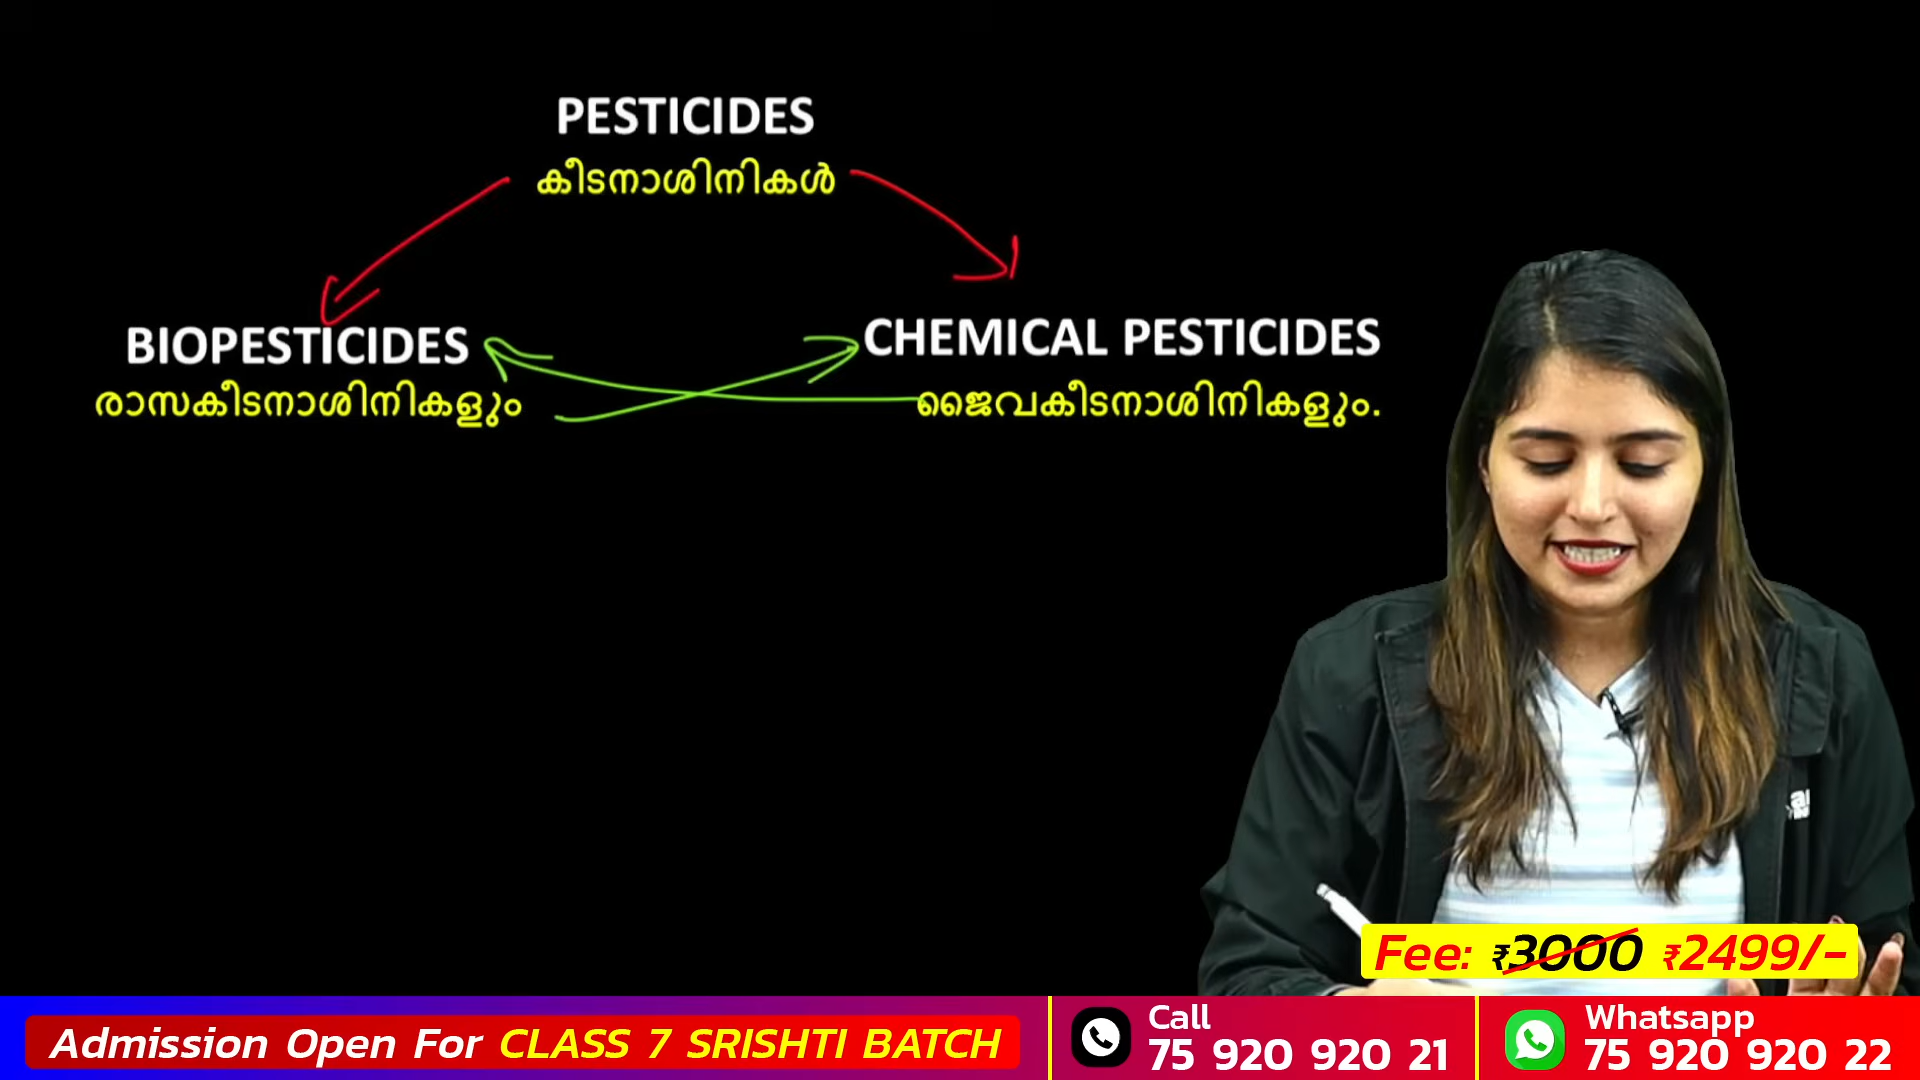 PESTICIDES
കീടനാശിനികൾ
BIOPESTICIDES
രാസകീടനാശിനികളും
CHEMICAL PESTICIDES
ജൈവകീടനാശിനികളും.
Fee: ₹3000 ₹2499/-
Admission Open For CLASS 7 SRISHTI BATCH
Call
75 920 920 21
Whatsapp
75 920 920 22